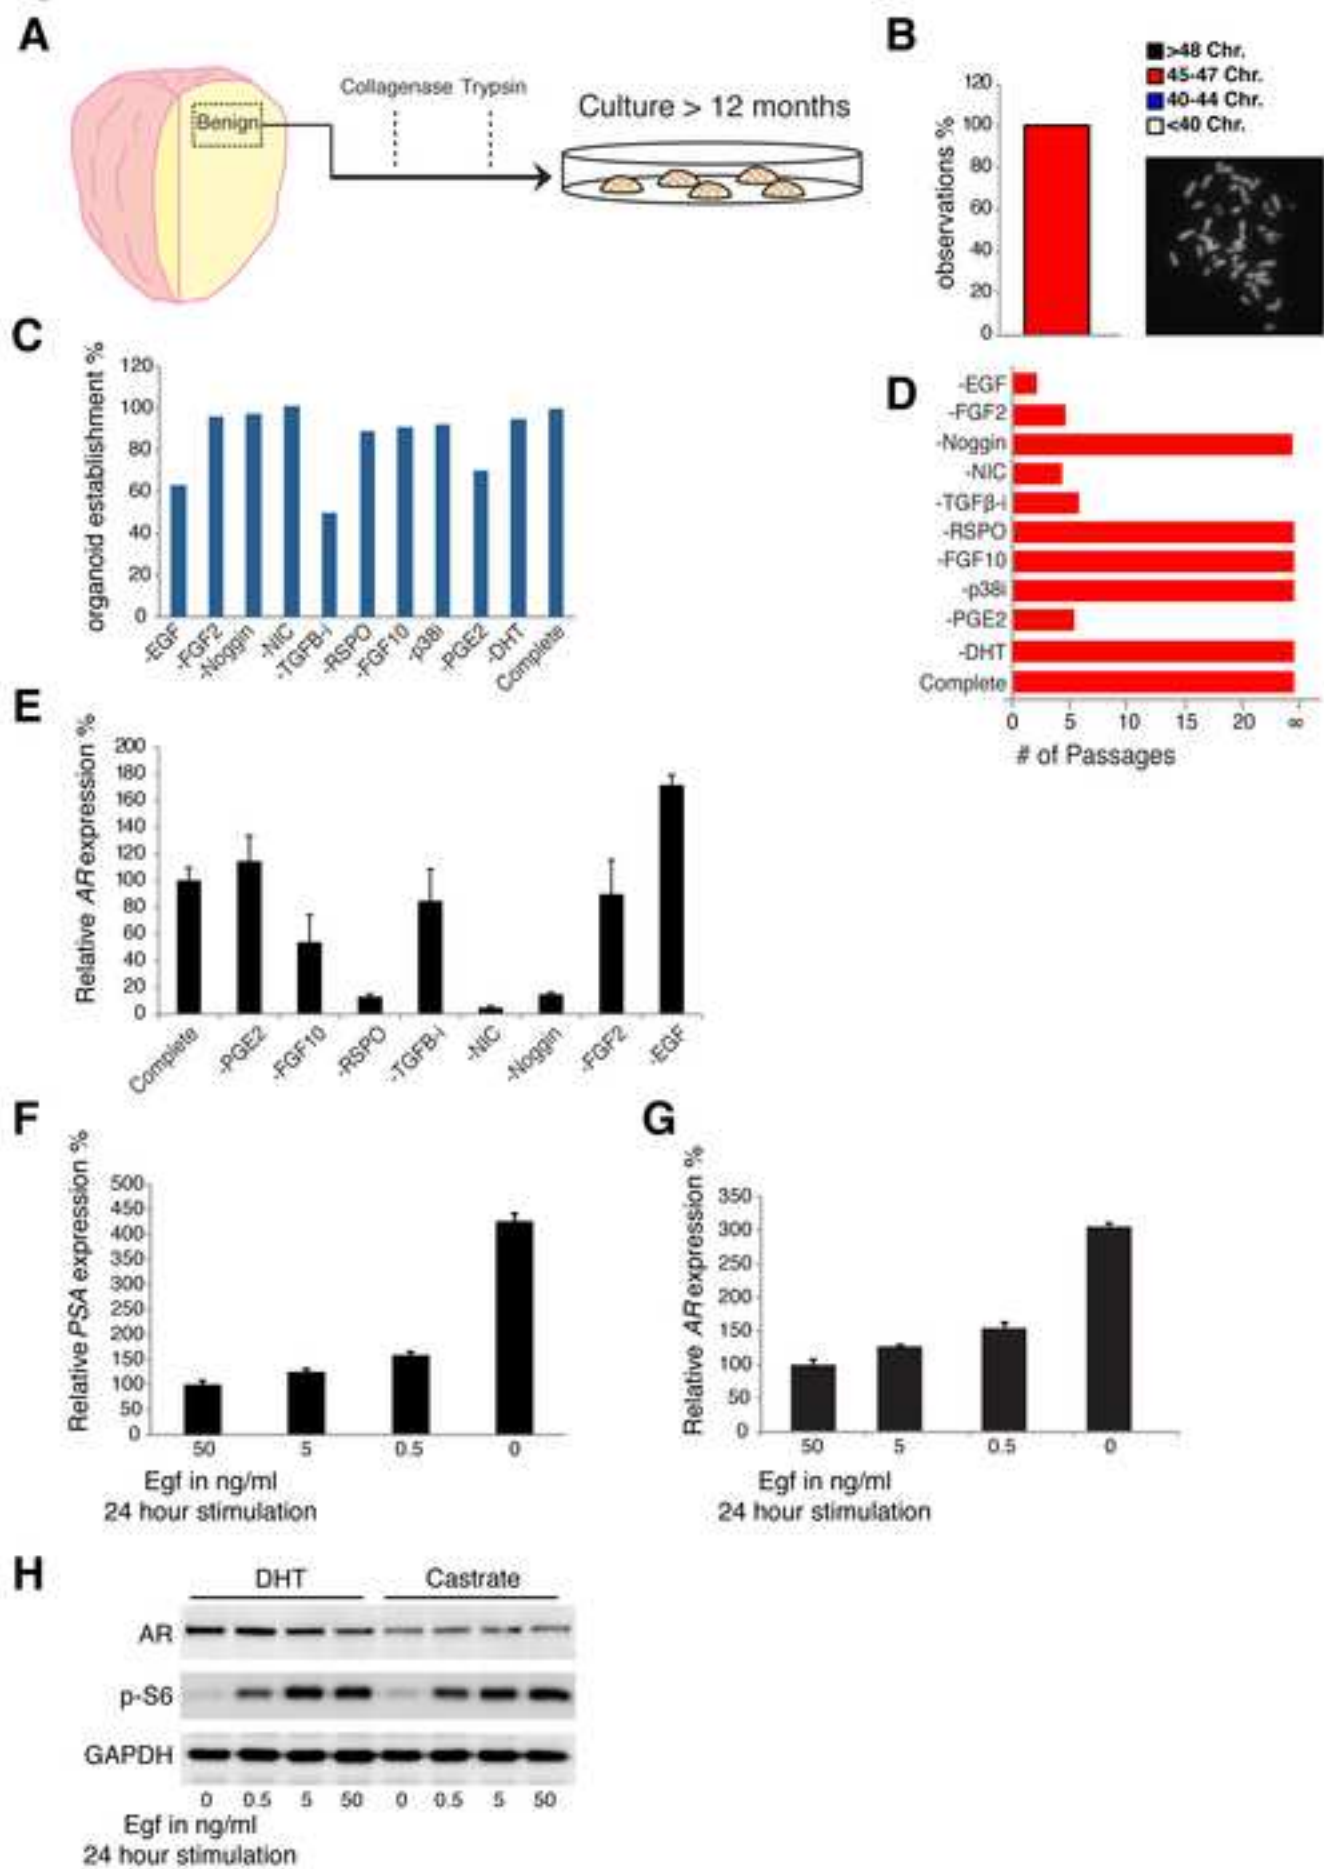 A
Collagenase Trypsin
Benign
Culture > 12 months
B
>48 Chr.
45-47 Chr.
40-44 Chr.
<40 Chr.
observations %
120
100
80
60
40
20
0
C
organoid establishment %
120
100
80
60
40
20
0
-EGF
-FGF2
-Noggin
-NIC
-TGFB-i
-RSPO
-FGF10
-p38i
-PGE2
-DHT
Complete
D
-EGF
-FGF2
-Noggin
-NIC
-TGFβ-i
-RSPO
-FGF10
-p38i
-PGE2
-DHT
Complete
0 5 10 15 20 ∞
# of Passages
E
Relative AR expression %
200
180
160
140
120
100
80
60
40
20
0
Complete
-PGE2
-FGF10
-RSPO
-TGFB-i
-NIC
-Noggin
-FGF2
-EGF
F
Relative PSA expression %
500
450
400
350
300
250
200
150
100
50
0
50 5 0.5 0
Egf in ng/ml
24 hour stimulation
G
Relative AR expression %
350
300
250
200
150
100
50
0
50 5 0.5 0
Egf in ng/ml
24 hour stimulation
H
DHT Castrate
AR
p-S6
GAPDH
0 0.5 5 50 0 0.5 5 50
Egf in ng/ml
24 hour stimulation